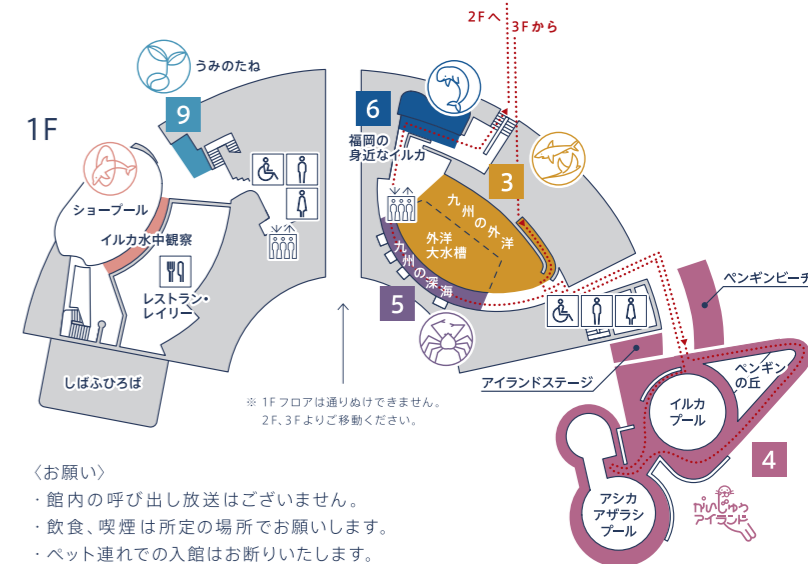 2Fへ
3Fから
うみのたね
1F
9
6
福岡の
身近なイルカ
3
ショープール
イルカ水中観察
九州の外洋
外洋
大水槽
九州の深海
レストラン・
レイリー
5
ペンギンビーチ
しばふひろば
アイランドステージ
ペンギン
の丘
イルカ
プール
※ 1Fフロアは通りぬけできません。
2F、3Fよりご移動ください。
4
〈お願い〉
・館内の呼び出し放送はございません。
・飲食、喫煙は所定の場所でお願いします。
・ペット連れでの入館はお断りいたします。
アシカ
アザラシ
プール
かいじゅう
アイランド